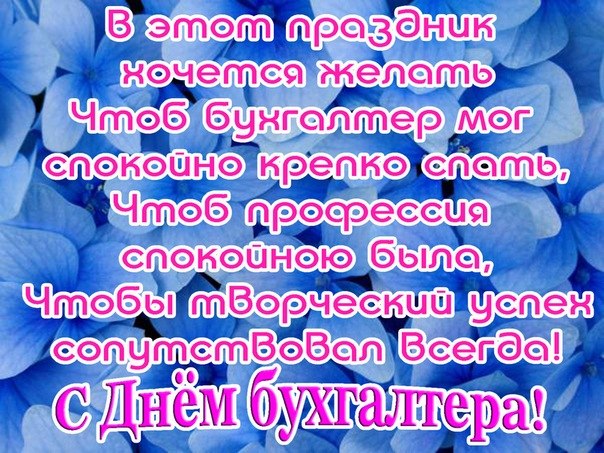 В этот праздник
хочется желать
Чтоб бухгалтер мог
спокойно крепко спать,
Чтоб профессия
спокойною была,
Чтобы творческий успех
сопутствовал всегда!
С Днём бухгалтера!